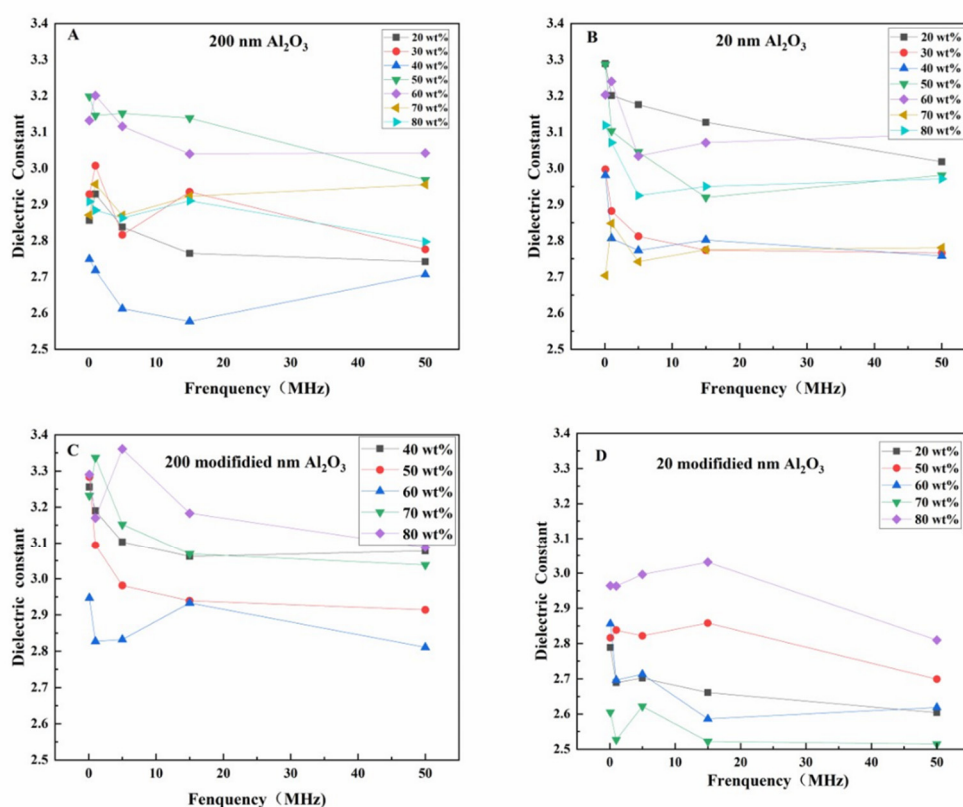 A
200 nm Al₂O₃
20 wt%
30 wt%
40 wt%
50 wt%
60 wt%
70 wt%
80 wt%
3.4
3.3
3.2
3.1
3.0
2.9
2.8
2.7
2.6
2.5
Dielectric Constant
0 10 20 30 40 50
Frenquency（MHz)
B
20 nm Al₂O₃
20 wt%
30 wt%
40 wt%
50 wt%
60 wt%
70 wt%
80 wt%
3.4
3.3
3.2
3.1
3.0
2.9
2.8
2.7
2.6
2.5
Dielectric Constant
0 10 20 30 40 50
Frenquency（MHz)
C
200 modifidied nm Al₂O₃
40 wt%
50 wt%
60 wt%
70 wt%
80 wt%
3.4
3.3
3.2
3.1
3.0
2.9
2.8
2.7
2.6
2.5
Dielectric constant
0 10 20 30 40 50
Fenquency（MHz)
D
20 modifidied nm Al₂O₃
20 wt%
50 wt%
60 wt%
70 wt%
80 wt%
3.4
3.3
3.2
3.1
3.0
2.9
2.8
2.7
2.6
2.5
Dielectric Constant
0 10 20 30 40 50
Frenquency（MHz)